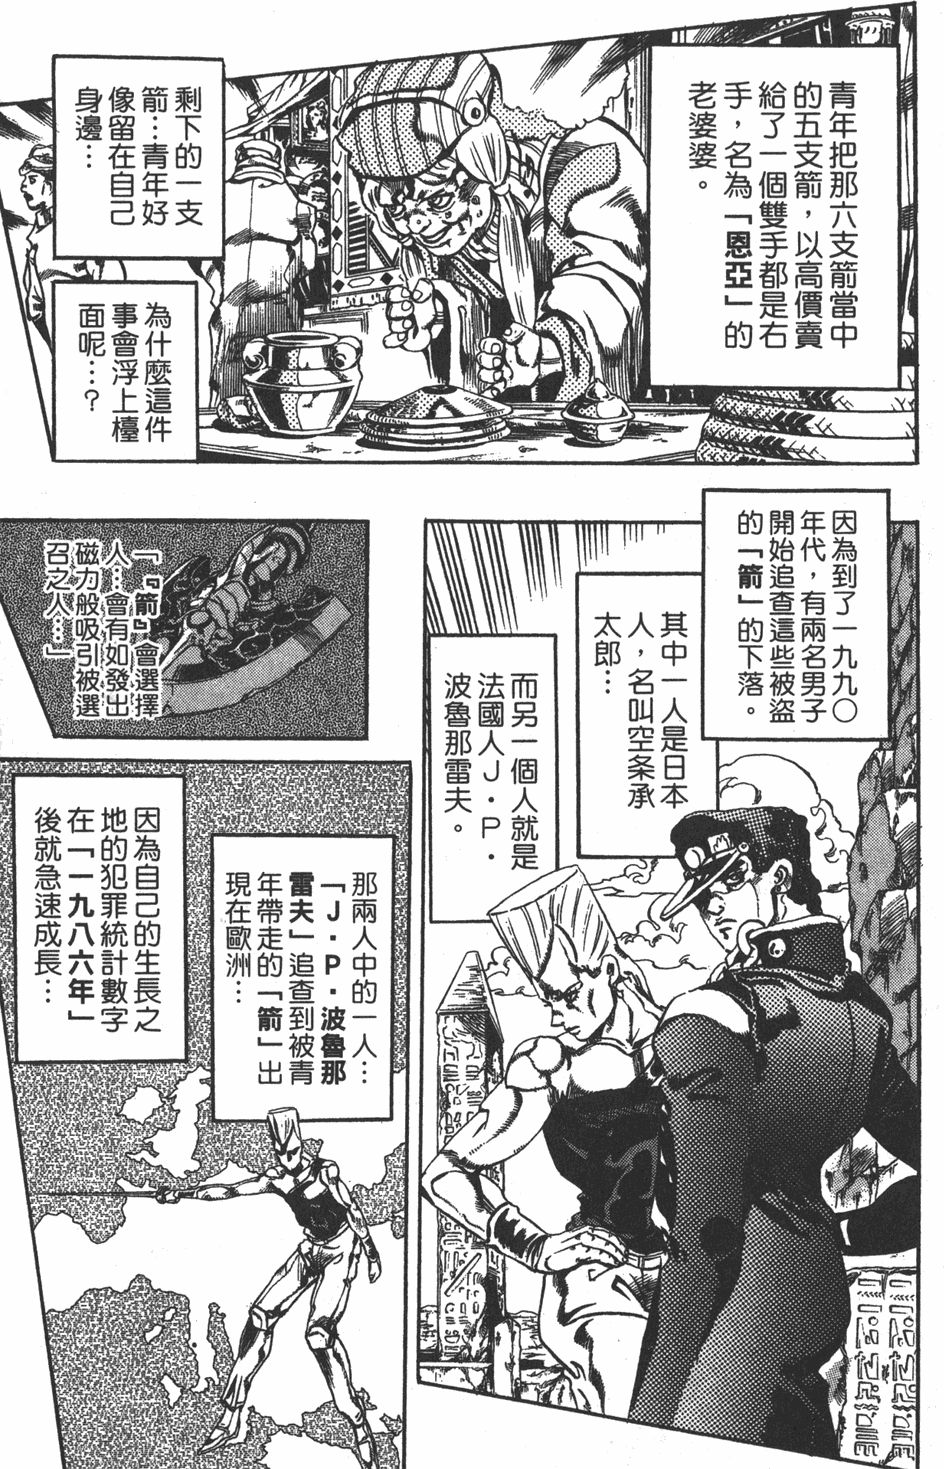 青年把那六支箭當中
的五支箭，以高價賣
給了一個雙手都是右
手，名為「恩亞」的
老婆婆。
剩下的一支
箭…青年好
像留在自己
身邊…
為什麼這件
事會浮上檯
面呢…？
因為到了一九九〇
年代，有兩名男子
開始追查這些被盜
的「箭」的下落。
其中一人是日本
人，名叫空条承
太郎…
而另一個人就是
法國人J・P・
波魯那雷夫。
「『箭』會選擇
人…會有如發出
磁力般吸引被選
召之人…」
那兩人中的一人…
「J・P・波魯那
雷夫」追查到被青
年帶走的「箭」出
現在歐洲…
因為自己的生長之
地的犯罪統計數字
在「一九八六年」
後就急速成長…